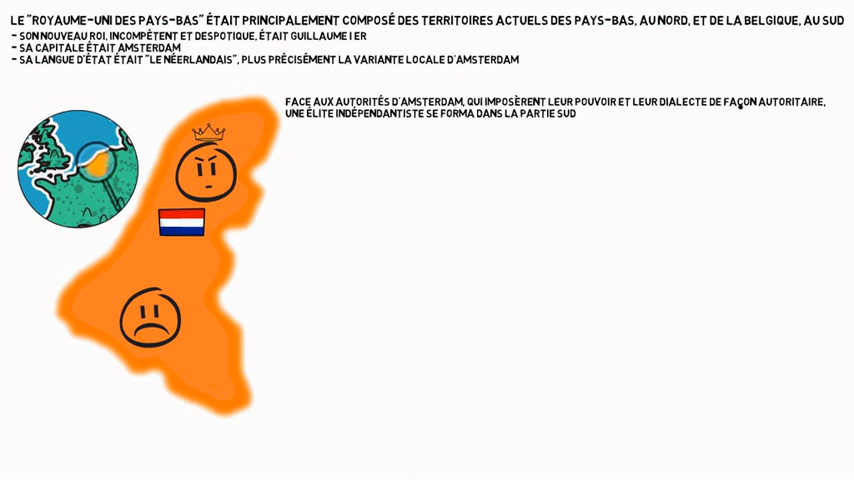 LE "ROYAUME-UNI DES PAYS-BAS" ÉTAIT PRINCIPALEMENT COMPOSÉ DES TERRITOIRES ACTUELS DES PAYS-BAS, AU NORD, ET DE LA BELGIQUE, AU SUD
- SON NOUVEAU ROI, INCOMPÉTENT ET DESPOTIQUE, ÉTAIT GUILLAUME I ER
- SA CAPITALE ÉTAIT AMSTERDAM
- SA LANGUE D'ÉTAT ÉTAIT "LE NÉERLANDAIS", PLUS PRÉCISÉMENT LA VARIANTE LOCALE D'AMSTERDAM
FACE AUX AUTORITÉS D'AMSTERDAM, QUI IMPOSÈRENT LEUR POUVOIR ET LEUR DIALECTE DE FAÇON AUTORITAIRE,
UNE ÉLITE INDÉPENDANTISTE SE FORMA DANS LA PARTIE SUD